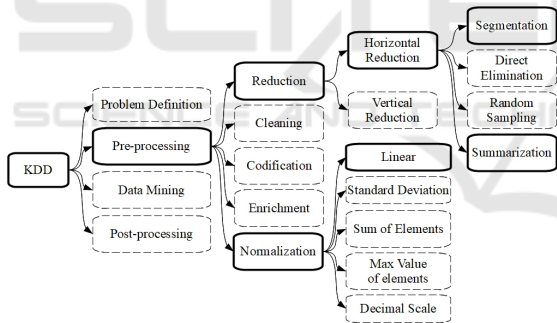 KDD
Problem Definition
Pre-processing
Data Mining
Post-processing
Reduction
Cleaning
Codification
Enrichment
Normalization
Horizontal
Reduction
Vertical
Reduction
Linear
Standard Deviation
Sum of Elements
Max Value
of elements
Decimal Scale
Segmentation
Direct
Elimination
Random
Sampling
Summarization